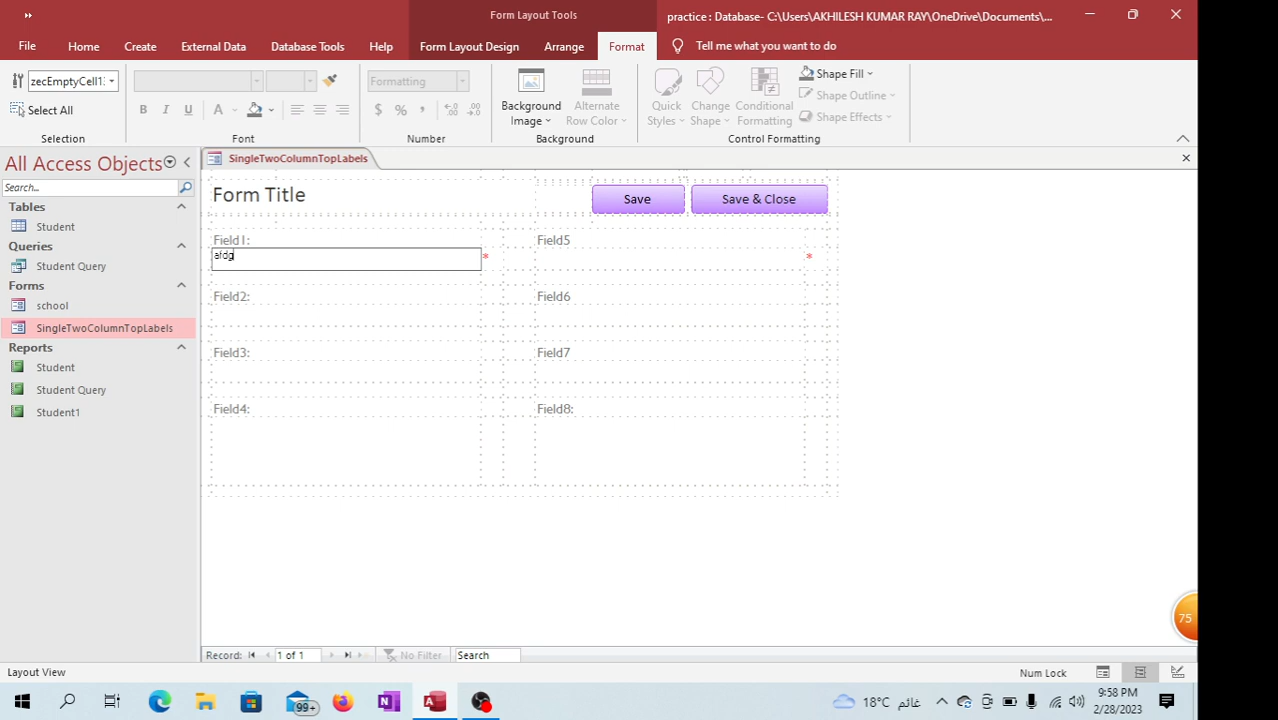 Form Layout Tools
practice : Database- C:\Users\AKHILESH KUMAR RAY\OneDrive\Documents\...
File
Home
Create
External Data
Database Tools
Help
Form Layout Design
Arrange
Format
Tell me what you want to do
zecEmptyCell1:
Select All
Selection
B I U A
Font
Formatting
$ % ,
Number
Background Image
Alternate Row Color
Background
Quick Styles
Change Shape
Conditional Formatting
Shape Fill
Shape Outline
Shape Effects
Control Formatting
All Access Objects
Search...
Tables
Student
Queries
Student Query
Forms
school
SingleTwoColumnTopLabels
Reports
Student
Student Query
Student1
SingleTwoColumnTopLabels
Form Title
Save
Save & Close
Field1:
afdg
*
Field5
*
Field2:
Field6
Field3:
Field7
Field4:
Field8:
75
Record:
1 of 1
No Filter
Search
Layout View
Num Lock
99+
18°C غائم
9:58 PM
2/28/2023